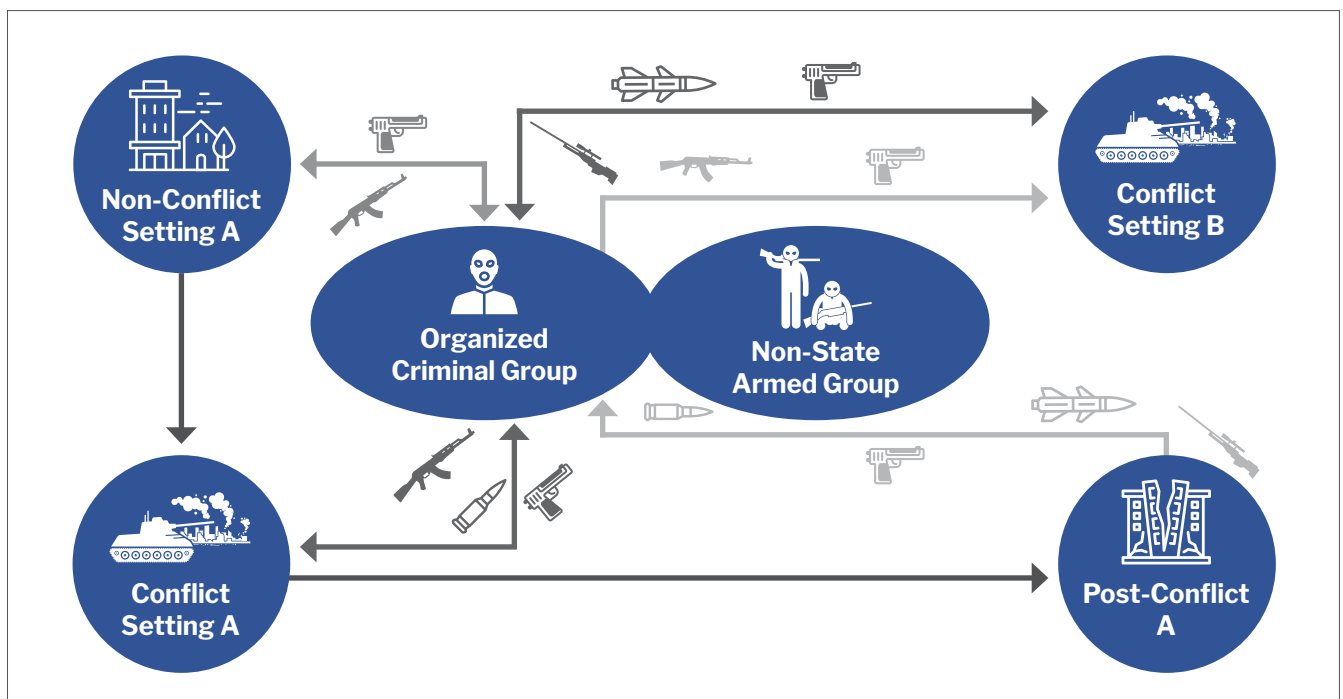 Non-Conflict
Setting A
Conflict
Setting B
Organized
Criminal Group
Non-State
Armed Group
Conflict
Setting A
Post-Conflict
A